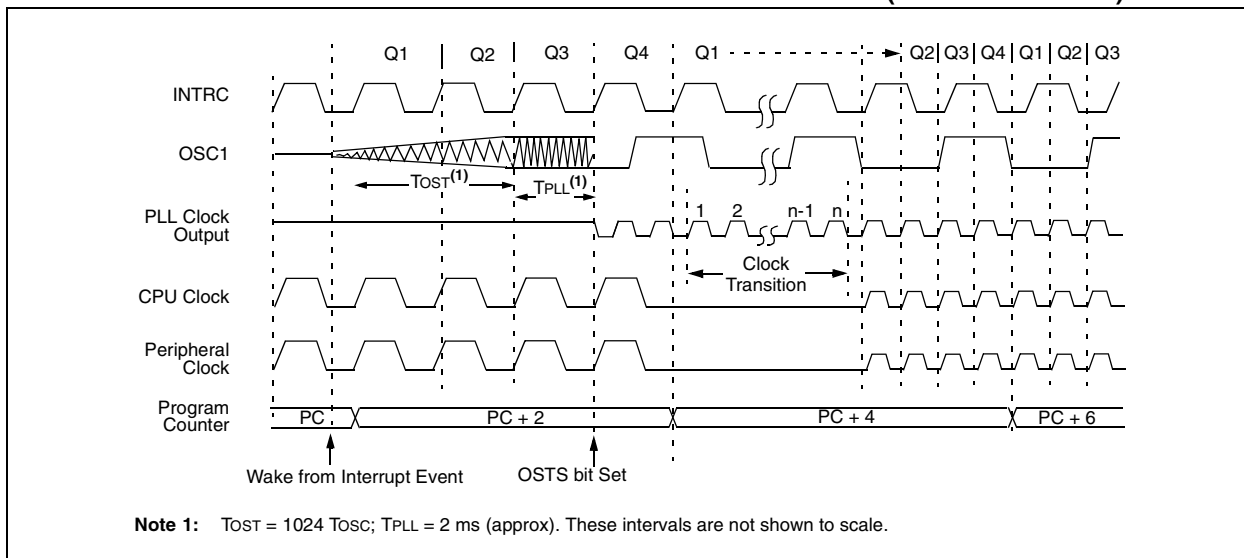 Q1 Q2 Q3 Q4 Q1 Q2 Q3 Q4 Q1 Q2 Q3
INTRC
OSC1
TOST(1) TPLL(1)
PLL Clock
Output
1 2 n-1 n
Clock
Transition
CPU Clock
Peripheral
Clock
Program
Counter
PC PC + 2 PC + 4 PC + 6
Wake from Interrupt Event OSTS bit Set
Note 1: TOST = 1024 TOSC; TPLL = 2 ms (approx). These intervals are not shown to scale.